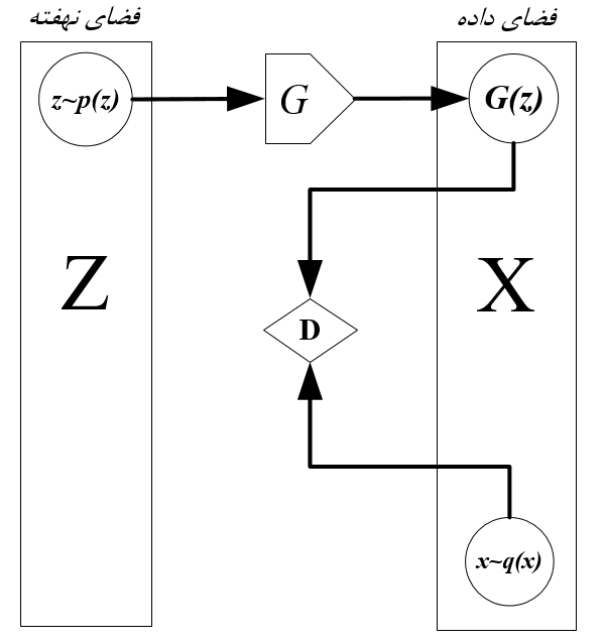 فضای نهفته
فضای داده
z~p(z)
G
G(z)
Z
X
D
x~q(x)